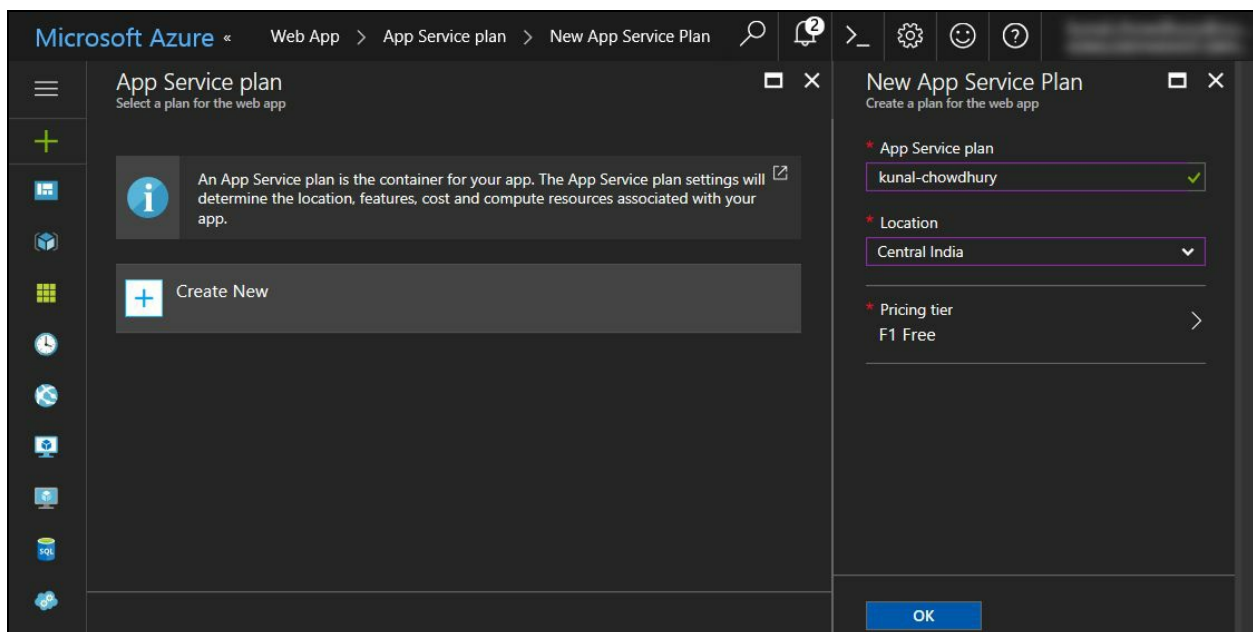 Microsoft Azure « Web App > App Service plan > New App Service Plan 2
App Service plan
Select a plan for the web app
An App Service plan is the container for your app. The App Service plan settings will
determine the location, features, cost and compute resources associated with your
app.
Create New
SQL
New App Service Plan
Create a plan for the web app
* App Service plan
kunal-chowdhury
* Location
Central India
* Pricing tier
F1 Free
OK